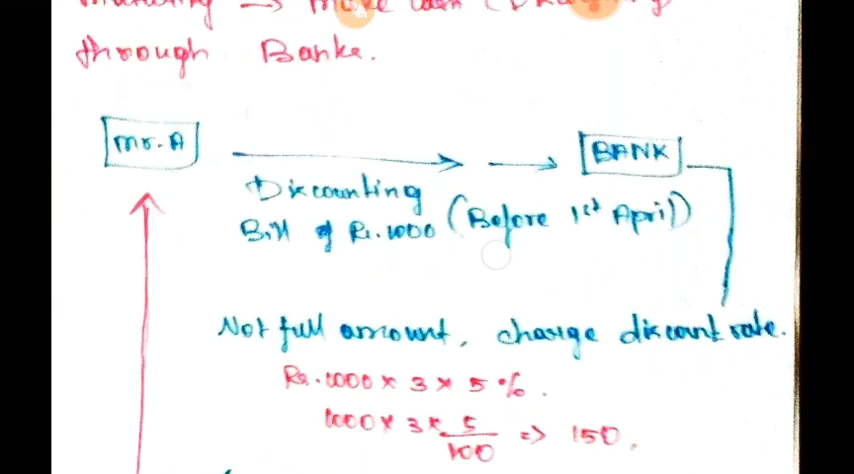 through Banks.
Mr. A
BANK
Discounting
Bill of Rs. 1000 (Before 1st April)
Not full amount, charge discount rate.
Rs. 1000 x 3 x 5 %.
1000 x 3 x 5/100 => 150.